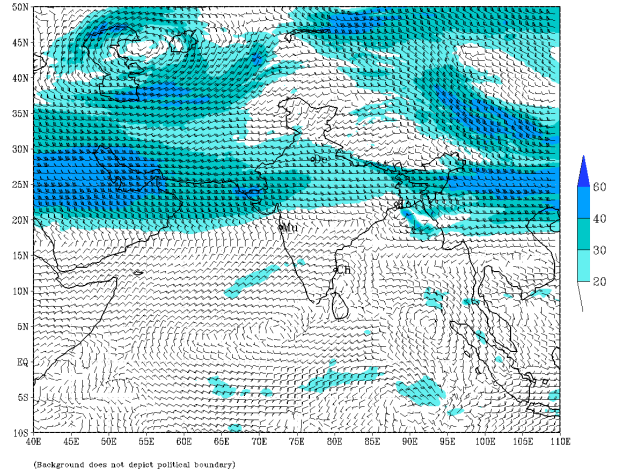 50N
45N
40N
35N
30N
25N
20N
15N
10N
5N
EQ
5S
10S
40E 45E 50E 55E 60E 65E 70E 75E 80E 85E 90E 95E 100E 105E 110E
60
40
30
20
De
Mu
Ch
(Background does not depict political boundary)